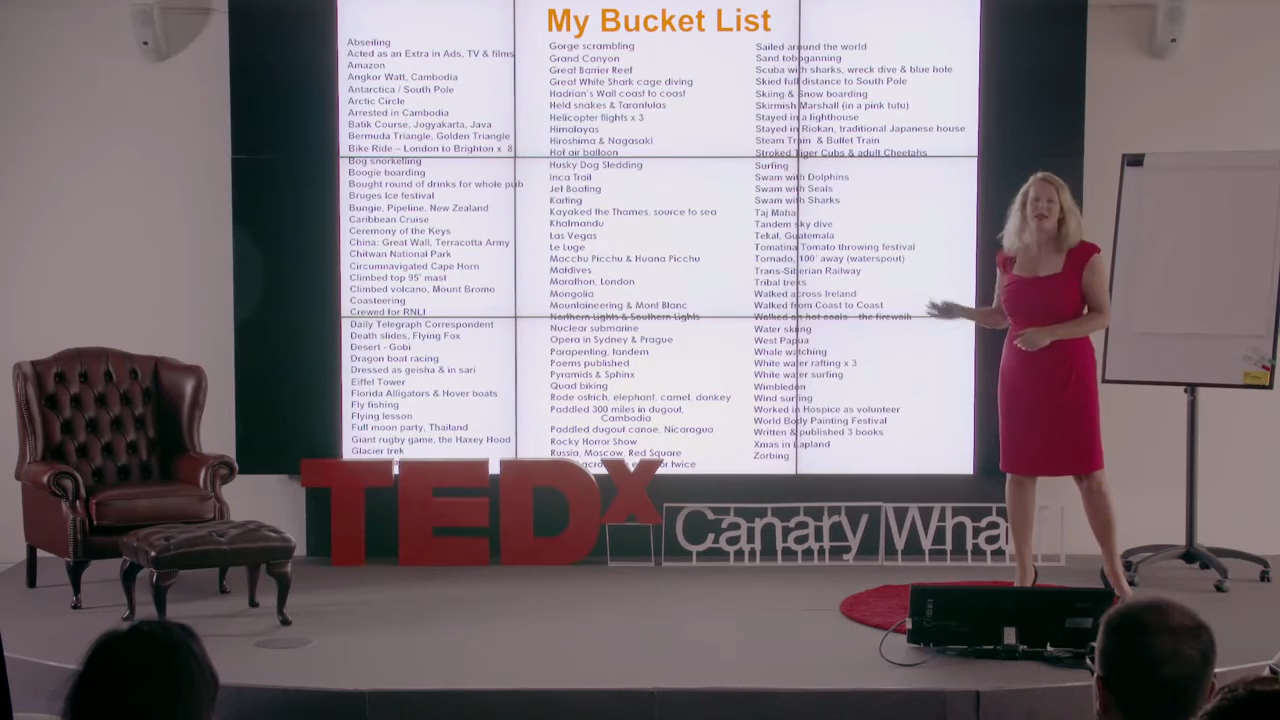 My Bucket List
Abseiling
Acted as an Extra in Ads, TV & films
Amazon
Angkor Watt, Cambodia
Antarctica / South Pole
Arctic Circle
Arrested in Cambodia
Batik Course, Jogyakarta, Java
Bermuda Triangle, Golden Triangle
Bike Ride – London to Brighton x 8
Bog snorkelling
Boogie boarding
Bought round of drinks for whole pub
Bruges Ice festival
Bungie, Pipeline, New Zealand
Caribbean Cruise
Ceremony of the Keys
China: Great Wall, Terracotta Army
Chitwan National Park
Circumnavigated Cape Horn
Climbed top 95' mast
Climbed volcano, Mount Bromo
Coasteering
Crewed for RNLI
Daily Telegraph Correspondent
Death slides, Flying Fox
Desert - Gobi
Dragon boat racing
Dressed as geisha & in sari
Eiffel Tower
Florida Alligators & Hover boats
Fly fishing
Flying lesson
Full moon party, Thailand
Giant rugby game, the Haxey Hood
Glacier trek
Gorge scrambling
Grand Canyon
Great Barrier Reef
Great White Shark cage diving
Hadrian's Wall coast to coast
Held snakes & Tarantulas
Helicopter flights x 3
Himalayas
Hiroshima & Nagasaki
Hot air balloon
Husky Dog Sledding
Inca Trail
Jet Boating
Karting
Kayaked the Thames, source to sea
Khatmandu
Las Vegas
Le Luge
Macchu Picchu & Huana Picchu
Maldives
Marathon, London
Mongolia
Mountaineering & Mont Blanc
Northern Lights & Southern Lights
Nuclear submarine
Opera in Sydney & Prague
Parapenting, tandem
Poems published
Pyramids & Sphinx
Quad biking
Rode ostrich, elephant, camel, donkey
Paddled 300 miles in dugout,
Cambodia
Paddled dugout canoe, Nicaragua
Rocky Horror Show
Russia, Moscow, Red Square
twice
Sailed around the world
Sand toboganning
Scuba with sharks, wreck dive & blue hole
Skied full distance to South Pole
Skiing & Snow boarding
Skirmish Marshall (in a pink tutu)
Stayed in a lighthouse
Stayed in Riokan, traditional Japanese house
Steam Train & Bullet Train
Stroked Tiger Cubs & adult Cheetahs
Surfing
Swam with Dolphins
Swam with Seals
Swam with Sharks
Taj Maha
Tandem sky dive
Tekal, Guatemala
Tomatina Tomato throwing festival
Tornado, 100' away (waterspout)
Trans-Siberian Railway
Tribal treks
Walked across Ireland
Walked from Coast to Coast
Walked on hot coals – the firewalk
Water skiing
West Papua
Whale watching
White water rafting x 3
White water surfing
Wimbledon
Wind surfing
Worked in Hospice as volunteer
World Body Painting Festival
Written & published 3 books
Xmas in Lapland
Zorbing
TEDx Canary Wha